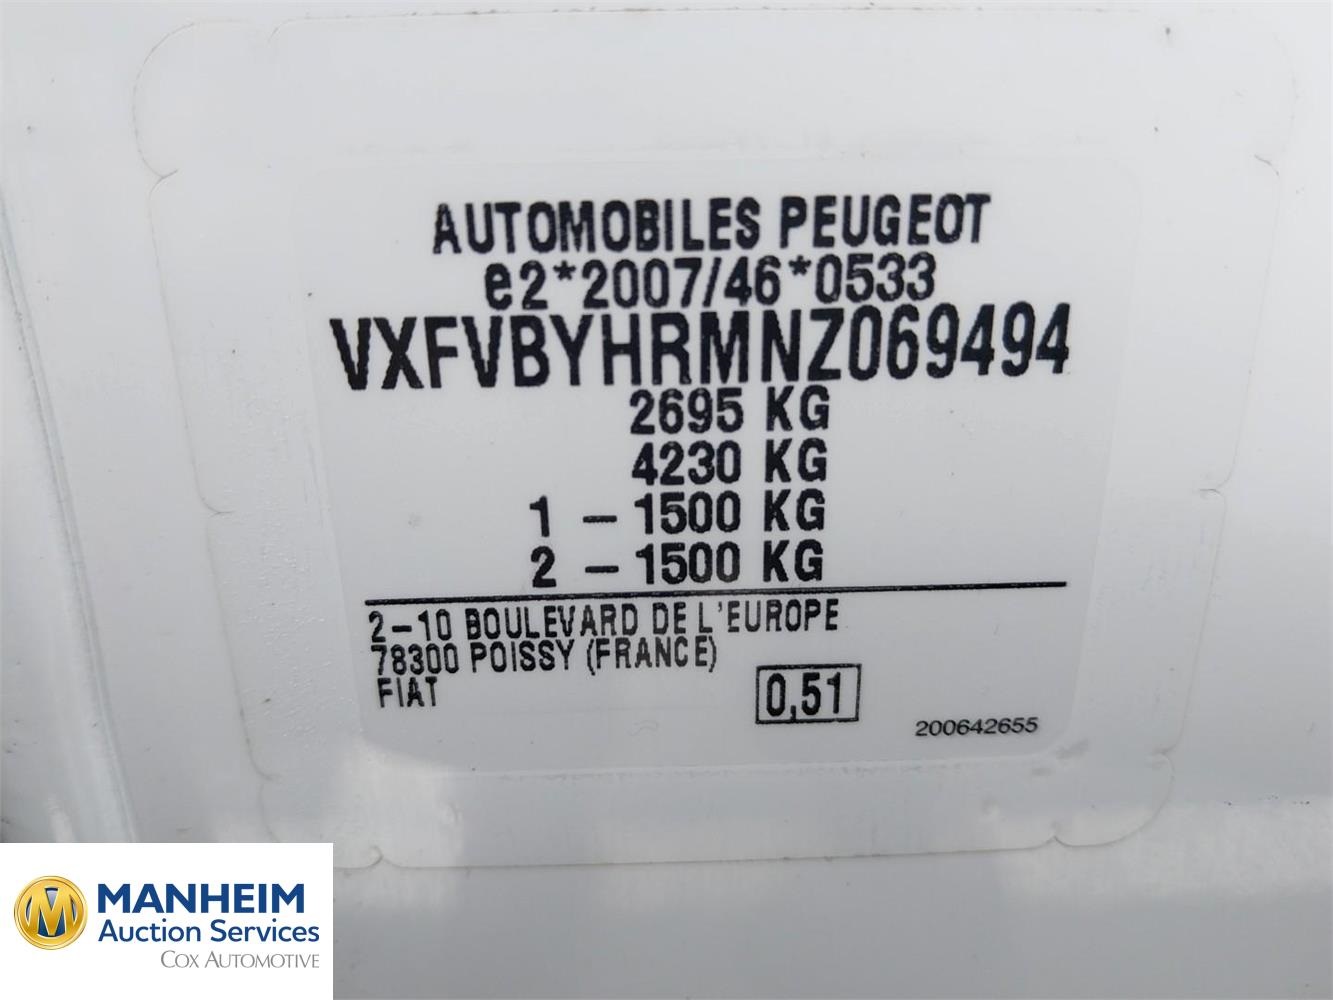 AUTOMOBILES PEUGEOT
e2*2007/46*0533
VXFVBYHRMNZ069494
2695 KG
4230 KG
1 - 1500 KG
2 - 1500 KG
2-10 BOULEVARD DE L'EUROPE
78300 POISSY (FRANCE)
FIAT
0,51
200642655
M
MANHEIM
Auction Services
COX AUTOMOTIVE